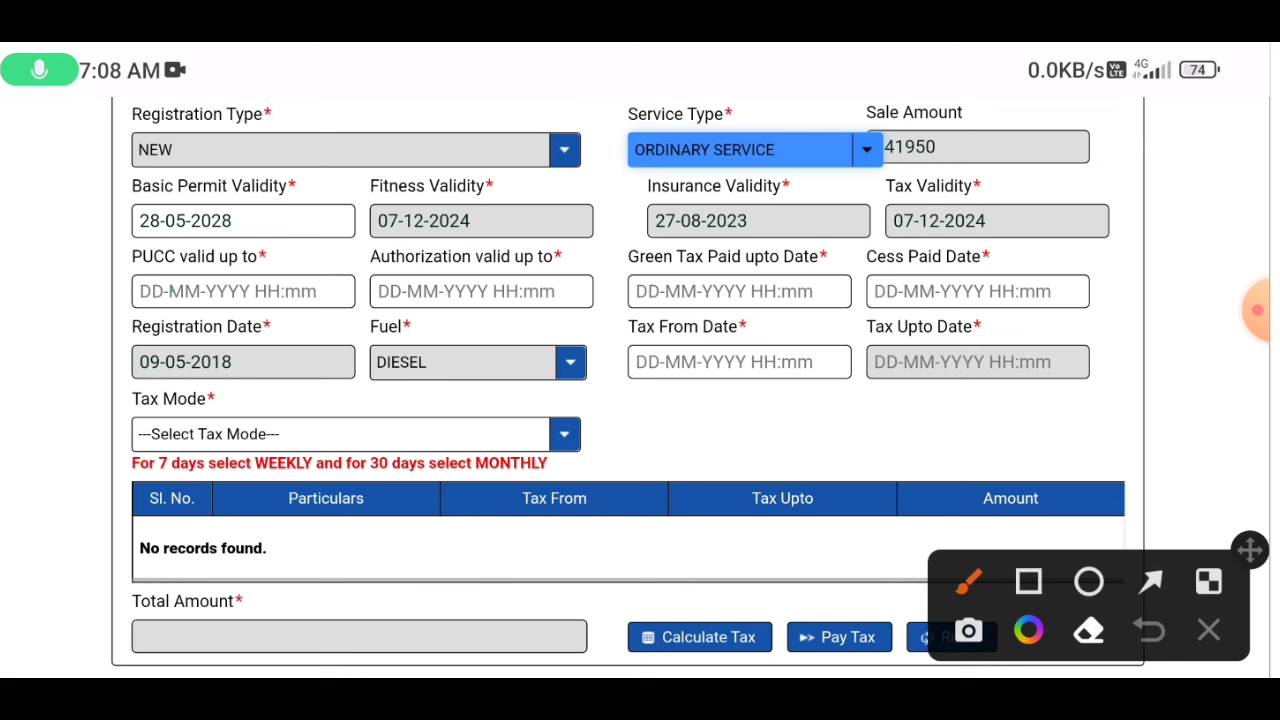 7:08 AM
0.0KB/s Vo LTE 4G 74
Registration Type* Service Type* Sale Amount
NEW ORDINARY SERVICE 41950
Basic Permit Validity* Fitness Validity* Insurance Validity* Tax Validity*
28-05-2028 07-12-2024 27-08-2023 07-12-2024
PUCC valid up to* Authorization valid up to* Green Tax Paid upto Date* Cess Paid Date*
DD-MM-YYYY HH:mm DD-MM-YYYY HH:mm DD-MM-YYYY HH:mm DD-MM-YYYY HH:mm
Registration Date* Fuel* Tax From Date* Tax Upto Date*
09-05-2018 DIESEL DD-MM-YYYY HH:mm DD-MM-YYYY HH:mm
Tax Mode*
---Select Tax Mode---
For 7 days select WEEKLY and for 30 days select MONTHLY
Sl. No. Particulars Tax From Tax Upto Amount
No records found.
Total Amount*
Calculate Tax Pay Tax